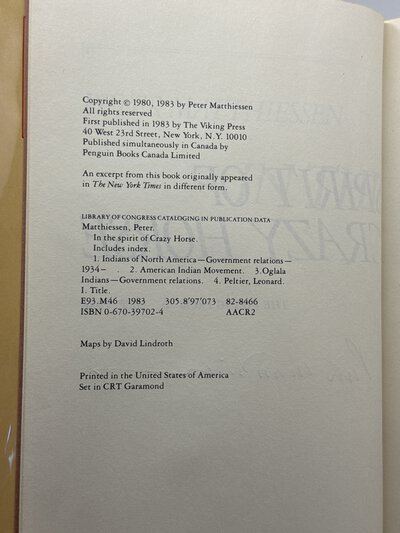 Copyright © 1980, 1983 by Peter Matthiessen
All rights reserved
First published in 1983 by The Viking Press
40 West 23rd Street, New York, N.Y. 10010
Published simultaneously in Canada by
Penguin Books Canada Limited
An excerpt from this book originally appeared
in The New York Times in different form.
LIBRARY OF CONGRESS CATALOGING IN PUBLICATION DATA
Matthiessen, Peter.
In the spirit of Crazy Horse.
Includes index.
1. Indians of North America—Government relations—
1934– . 2. American Indian Movement. 3.Oglala
Indians—Government relations. 4. Peltier, Leonard.
I. Title.
E93.M46 1983 305.8'97'073 82-8466
ISBN 0-670-39702-4 AACR2
Maps by David Lindroth
Printed in the United States of America
Set in CRT Garamond